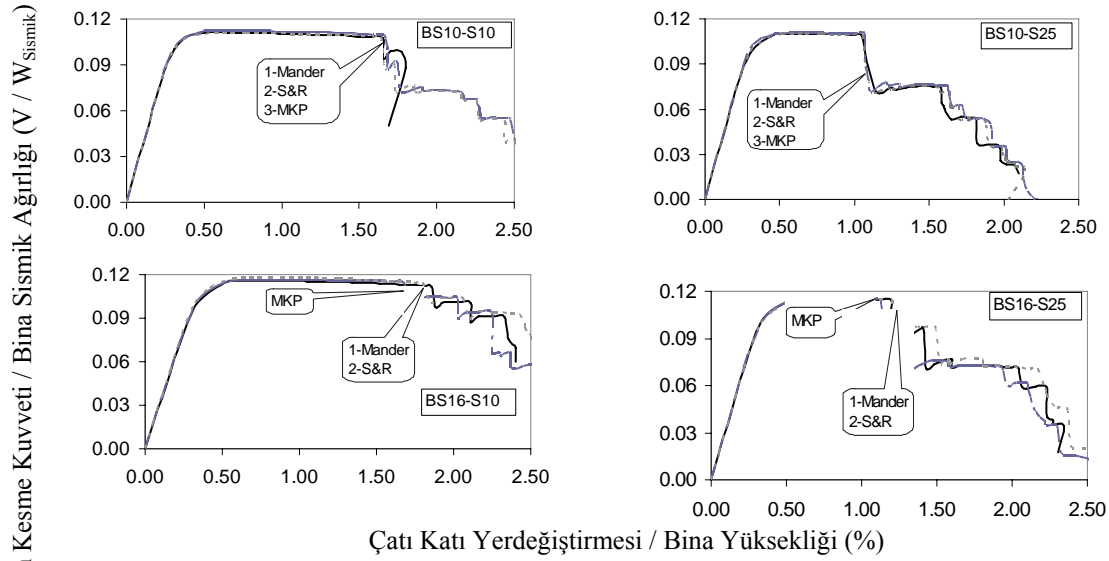 Kesme Kuvveti / Bina Sismik Ağırlığı (V / WSismik)
0.12
0.09
0.06
0.03
0.00
0.00 0.50 1.00 1.50 2.00 2.50
BS10-S10
1-Mander
2-S&R
3-MKP
0.12
0.09
0.06
0.03
0.00
0.00 0.50 1.00 1.50 2.00 2.50
BS10-S25
1-Mander
2-S&R
3-MKP
0.12
0.09
0.06
0.03
0.00
0.00 0.50 1.00 1.50 2.00 2.50
MKP
1-Mander
2-S&R
BS16-S10
0.12
0.09
0.06
0.03
0.00
0.00 0.50 1.00 1.50 2.00 2.50
BS16-S25
MKP
1-Mander
2-S&R
Çatı Katı Yerdeğiştirmesi / Bina Yüksekliği (%)